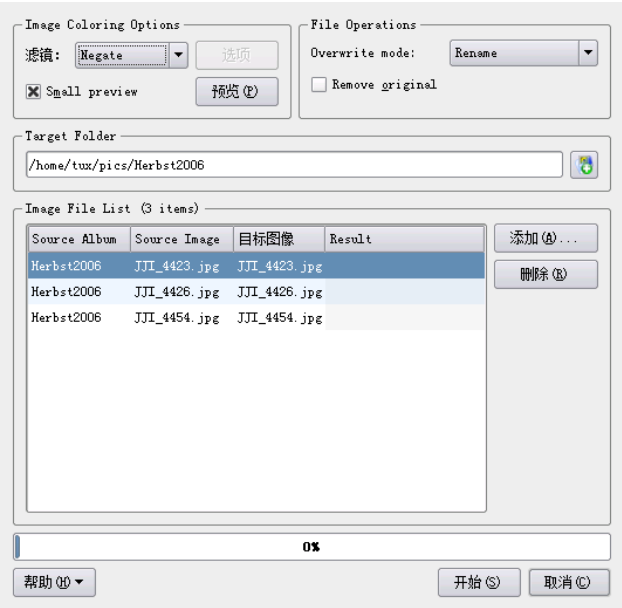 Image Coloring Options
滤镜: Negate 选项
Small preview 预览(P)
File Operations
Overwrite mode: Rename
Remove original
Target Folder
/home/tux/pics/Herbst2006
Image File List (3 items)
Source Album Source Image 目标图像 Result
Herbst2006 JJI_4423.jpg JJI_4423.jpg
Herbst2006 JJI_4426.jpg JJI_4426.jpg
Herbst2006 JJI_4454.jpg JJI_4454.jpg
添加(A)...
删除(R)
0%
帮助(H) 开始(S) 取消(C)